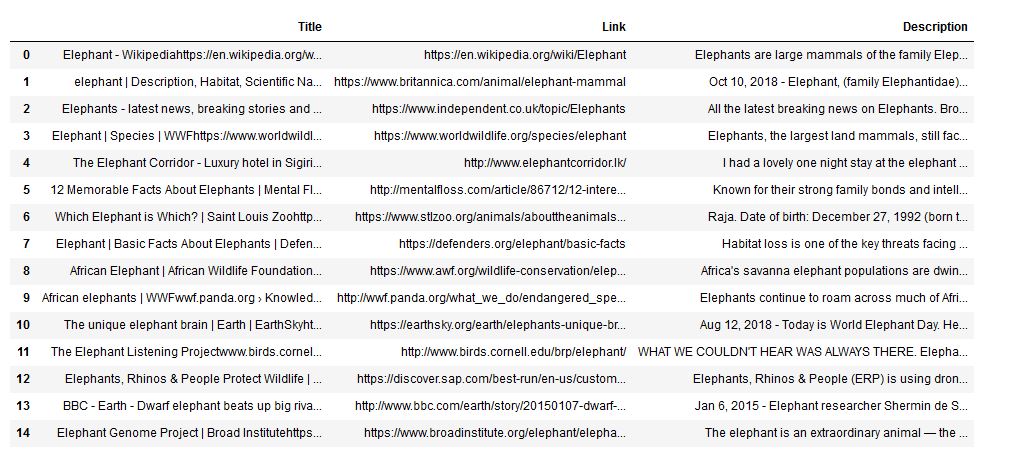 Title Link Description
0 Elephant - Wikipediahttps://en.wikipedia.org/w... https://en.wikipedia.org/wiki/Elephant Elephants are large mammals of the family Elep...
1 elephant | Description, Habitat, Scientific Na... https://www.britannica.com/animal/elephant-mammal Oct 10, 2018 - Elephant, (family Elephantidae)...
2 Elephants - latest news, breaking stories and ... https://www.independent.co.uk/topic/Elephants All the latest breaking news on Elephants. Bro...
3 Elephant | Species | WWFhttps://www.worldwildl... https://www.worldwildlife.org/species/elephant Elephants, the largest land mammals, still fac...
4 The Elephant Corridor - Luxury hotel in Sigiri... http://www.elephantcorridor.lk/ I had a lovely one night stay at the elephant ...
5 12 Memorable Facts About Elephants | Mental Fl... http://mentalfloss.com/article/86712/12-intere... Known for their strong family bonds and intell...
6 Which Elephant is Which? | Saint Louis Zoohttp... https://www.stlzoo.org/animals/abouttheanimals... Raja. Date of birth: December 27, 1992 (born t...
7 Elephant | Basic Facts About Elephants | Defen... https://defenders.org/elephant/basic-facts Habitat loss is one of the key threats facing ...
8 African Elephant | African Wildlife Foundation... https://www.awf.org/wildlife-conservation/elep... Africa's savanna elephant populations are dwin...
9 African elephants | WWFwwf.panda.org › Knowled... http://wwf.panda.org/what_we_do/endangered_spe... Elephants continue to roam across much of Afri...
10 The unique elephant brain | Earth | EarthSkyht... https://earthsky.org/earth/elephants-unique-br... Aug 12, 2018 - Today is World Elephant Day. He...
11 The Elephant Listening Projectwww.birds.cornel... http://www.birds.cornell.edu/brp/elephant/ WHAT WE COULDN'T HEAR WAS ALWAYS THERE. Elepha...
12 Elephants, Rhinos & People Protect Wildlife | ... https://discover.sap.com/best-run/en-us/custom... Elephants, Rhinos & People (ERP) is using dron...
13 BBC - Earth - Dwarf elephant beats up big riva... http://www.bbc.com/earth/story/20150107-dwarf-... Jan 6, 2015 - Elephant researcher Shermin de S...
14 Elephant Genome Project | Broad Institutehttps... https://www.broadinstitute.org/elephant/elepha... The elephant is an extraordinary animal — the ...